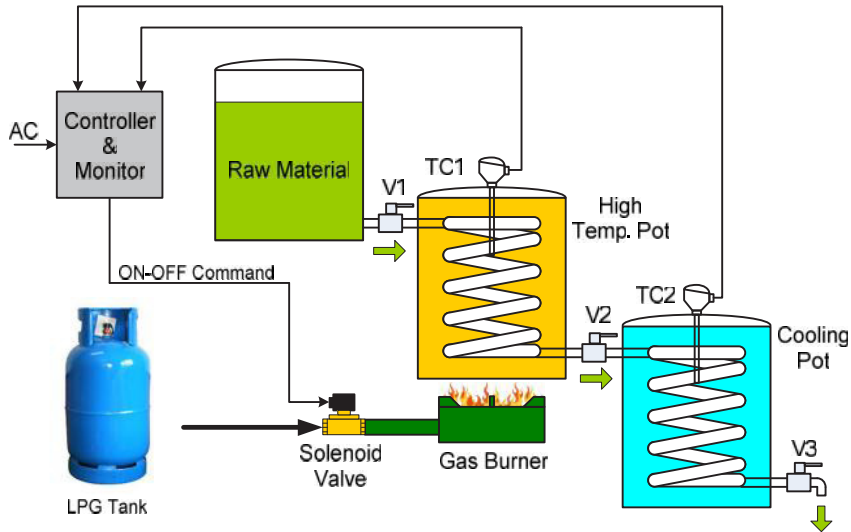 AC
Controller
&
Monitor
Raw Material
V1
TC1
High
Temp. Pot
ON-OFF Command
V2
TC2
Cooling
Pot
V3
Solenoid
Valve
Gas Burner
LPG Tank